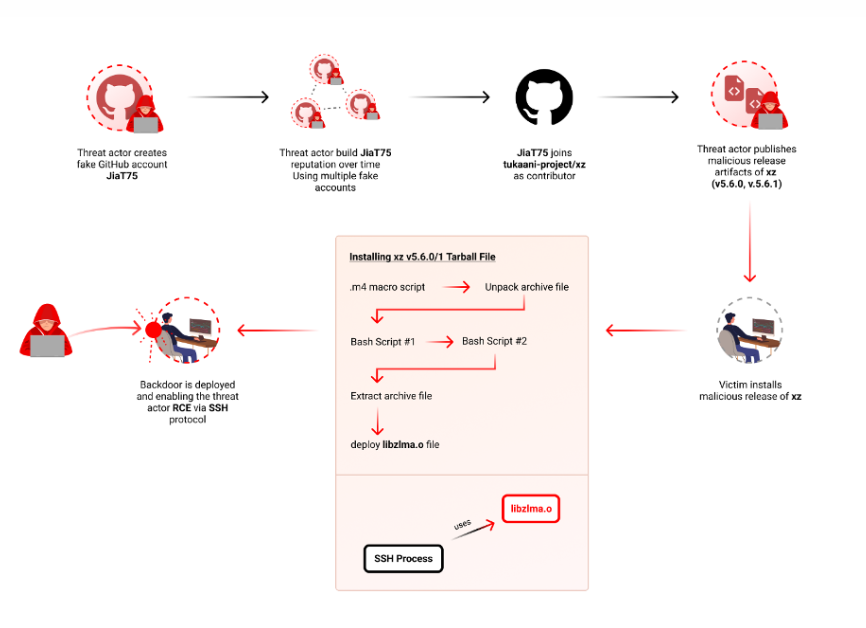 Threat actor creates
fake GitHub account
JiaT75
Threat actor build JiaT75
reputation over time
Using multiple fake
accounts
JiaT75 joins
tukaani-project/xz
as contributor
Threat actor publishes
malicious release
artifacts of xz
(v5.6.0, v.5.6.1)
Installing xz v5.6.0/1 Tarball File
.m4 macro script
Unpack archive file
Bash Script #1
Bash Script #2
Extract archive file
deploy libzlma.o file
uses
libzlma.o
SSH Process
Victim installs
malicious release of xz
Backdoor is deployed
and enabling the threat
actor RCE via SSH
protocol